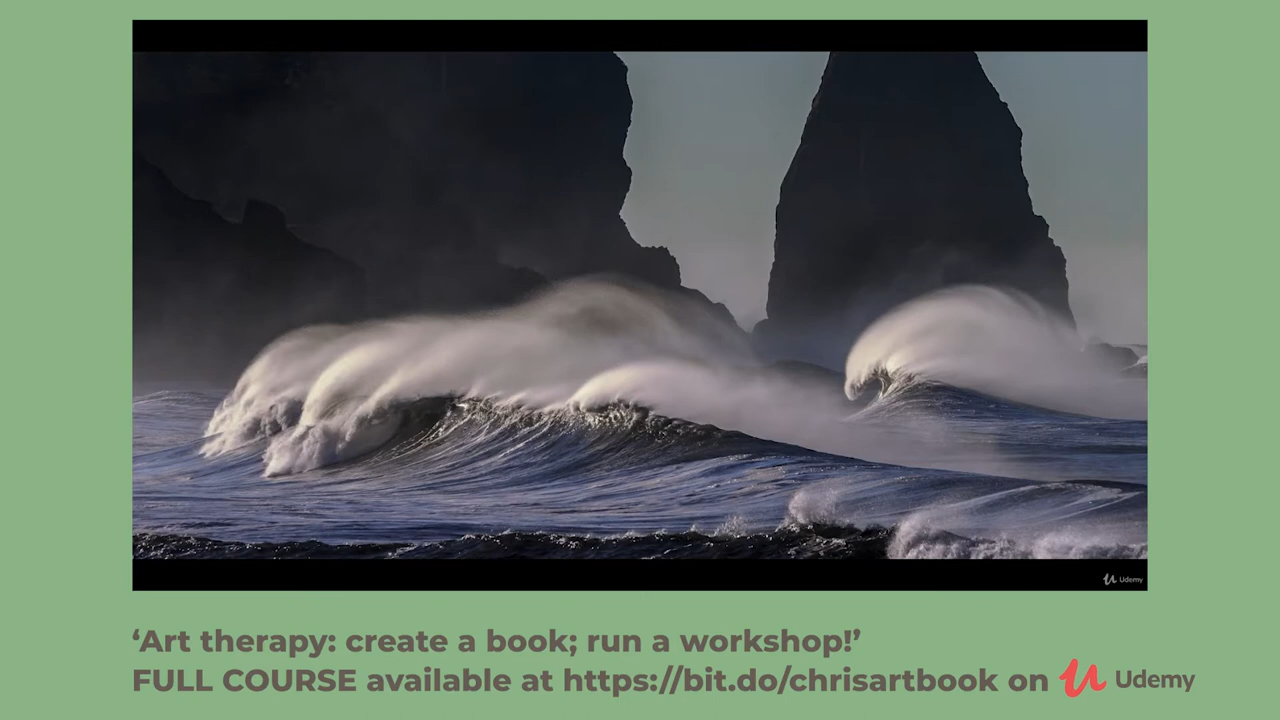 Udemy
‘Art therapy: create a book; run a workshop!’
FULL COURSE available at https://bit.do/chrisartbook on Udemy